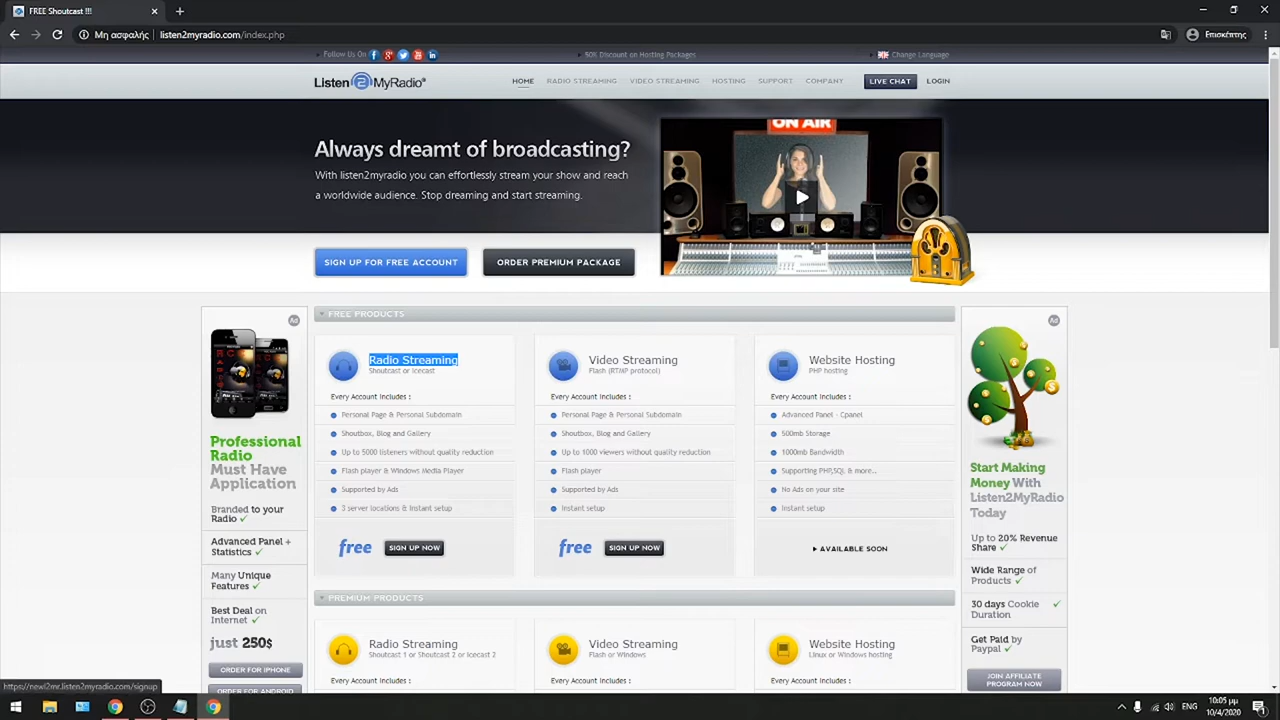 FREE Shoutcast !!!
Μη ασφαλής
listen2myradio.com/index.php
Επισκέπτης
Follow Us On
50% Discount on Hosting Packages
Change Language
Listen 2 MyRadio®
HOME
RADIO STREAMING
VIDEO STREAMING
HOSTING
SUPPORT
COMPANY
LIVE CHAT
LOGIN
Always dreamt of broadcasting?
With listen2myradio you can effortlessly stream your show and reach
a worldwide audience. Stop dreaming and start streaming.
ON AIR
SIGN UP FOR FREE ACCOUNT
ORDER PREMIUM PACKAGE
Ad
Professional
Radio
Must Have
Application
Branded to your
Radio
Advanced Panel +
Statistics
Many Unique
Features
Best Deal on
Internet
just 250$
ORDER FOR IPHONE
ORDER FOR ANDROID
FREE PRODUCTS
Radio Streaming
Shoutcast or Icecast
Every Account Includes :
Personal Page & Personal Subdomain
Shoutbox, Blog and Gallery
Up to 5000 listeners without quality reduction
Flash player & Windows Media Player
Supported by Ads
3 server locations & Instant setup
free
SIGN UP NOW
Video Streaming
Flash (RTMP protocol)
Every Account Includes :
Personal Page & Personal Subdomain
Shoutbox, Blog and Gallery
Up to 1000 viewers without quality reduction
Flash player
Supported by Ads
Instant setup
free
SIGN UP NOW
Website Hosting
PHP hosting
Every Account Includes :
Advanced Panel - Cpanel
500mb Storage
1000mb Bandwidth
Supporting PHP,SQL & more..
No Ads on your site
Instant setup
AVAILABLE SOON
PREMIUM PRODUCTS
Radio Streaming
Shoutcast 1 or Shoutcast 2 or Icecast 2
Every Account Includes :
Video Streaming
Flash or Windows
Every Account Includes :
Website Hosting
Linux or Windows hosting
Every Account Includes :
Ad
Start Making
Money With
Listen2MyRadio
Today
Up to 20% Revenue
Share
Wide Range of
Products
30 days Cookie
Duration
Get Paid by
Paypal
JOIN AFFILIATE
PROGRAM NOW
https://newl2mr.listen2myradio.com/signup
ENG
10:05 μμ
10/4/2020